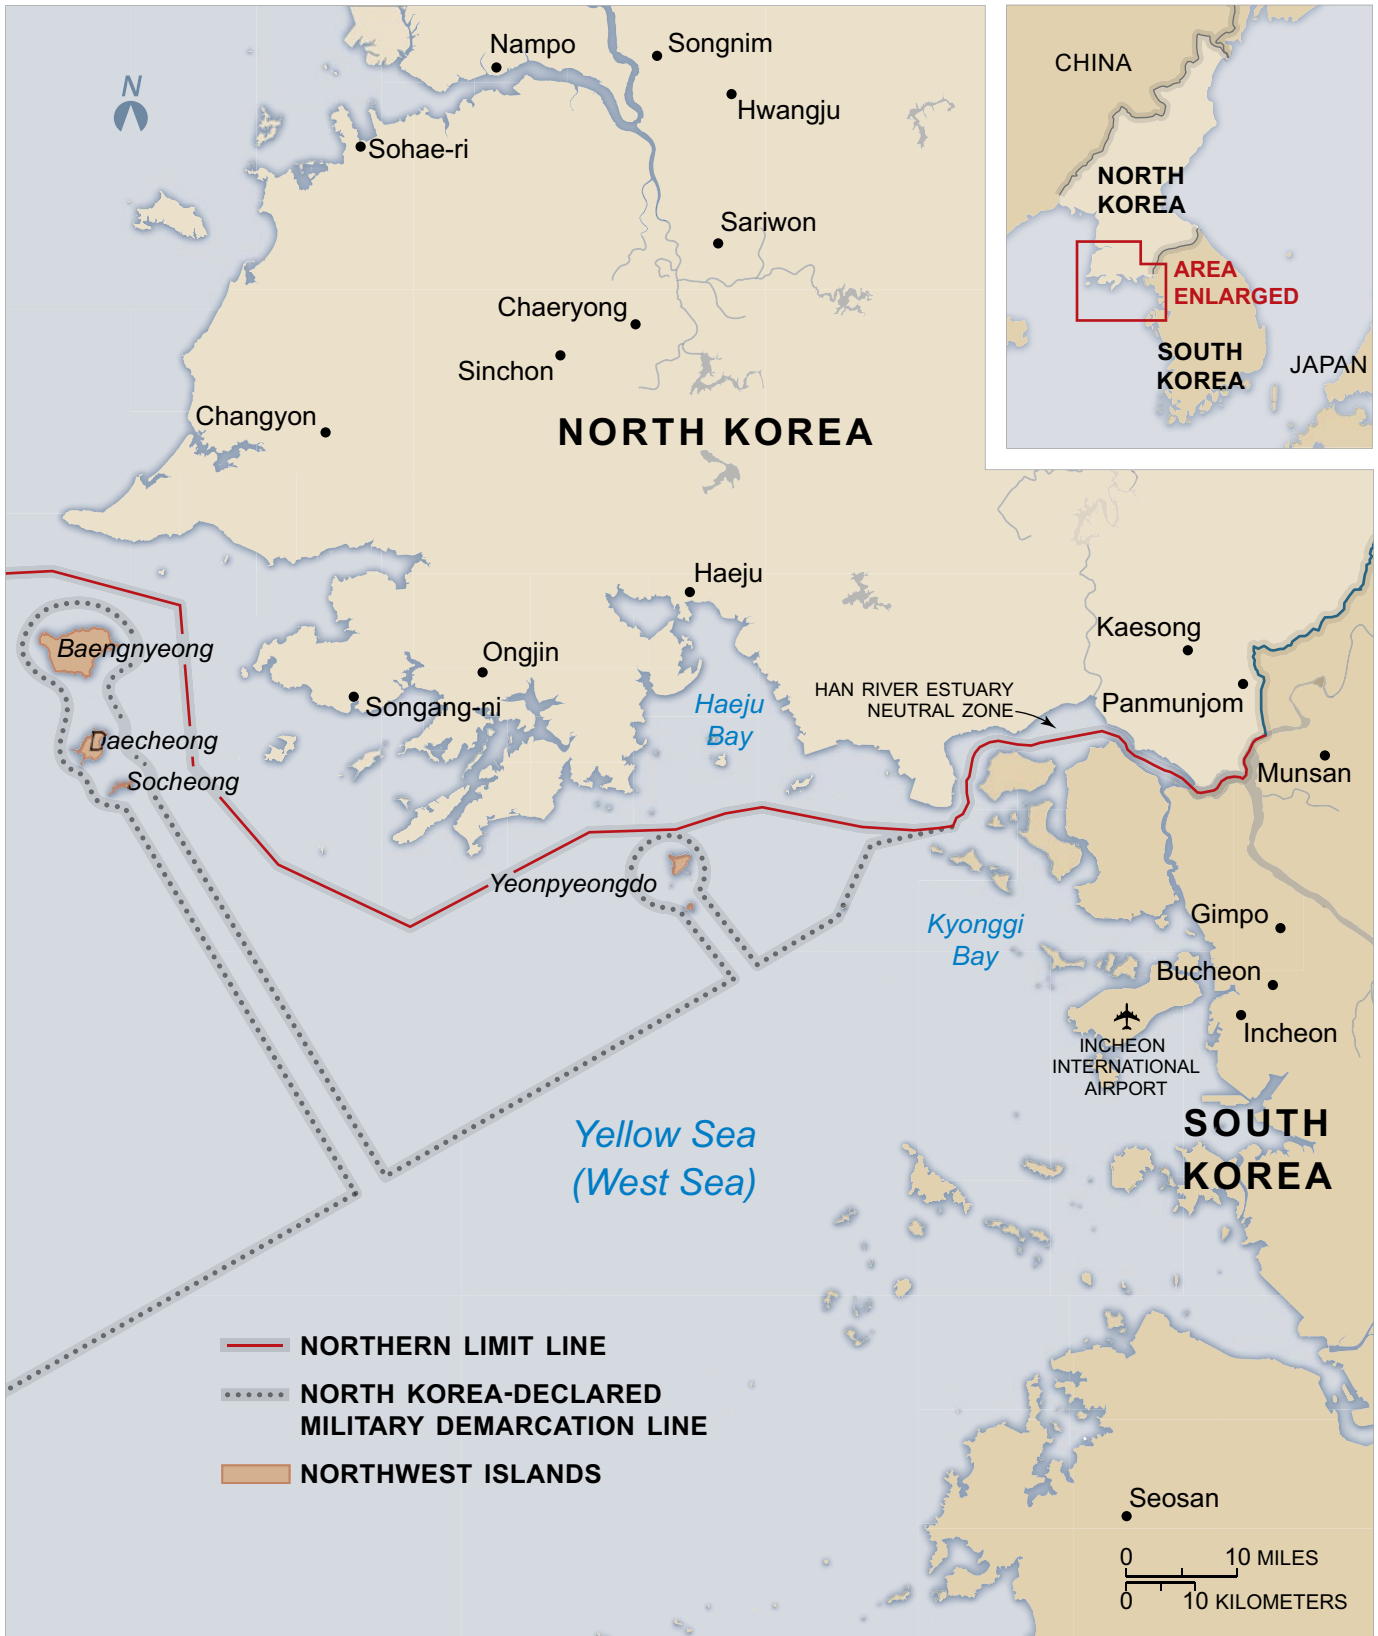 N
Nampo
Songnim
Hwangju
Sohae-ri
Sariwon
Chaeryong
Sinchon
Changyon
NORTH KOREA
CHINA
NORTH
KOREA
AREA
ENLARGED
SOUTH
KOREA
JAPAN
Haeju
Baengnyeong
Ongjin
Songang-ni
Haeju
Bay
HAN RIVER ESTUARY
NEUTRAL ZONE
Kaesong
Panmunjom
Munsan
Daecheong
Socheong
Yeonpyeongdo
Kyonggi
Bay
Gimpo
Bucheon
Incheon
INCHEON
INTERNATIONAL
AIRPORT
SOUTH
KOREA
Yellow Sea
(West Sea)
NORTHERN LIMIT LINE
NORTH KOREA-DECLARED
MILITARY DEMARCATION LINE
NORTHWEST ISLANDS
Seosan
0 10 MILES
0 10 KILOMETERS